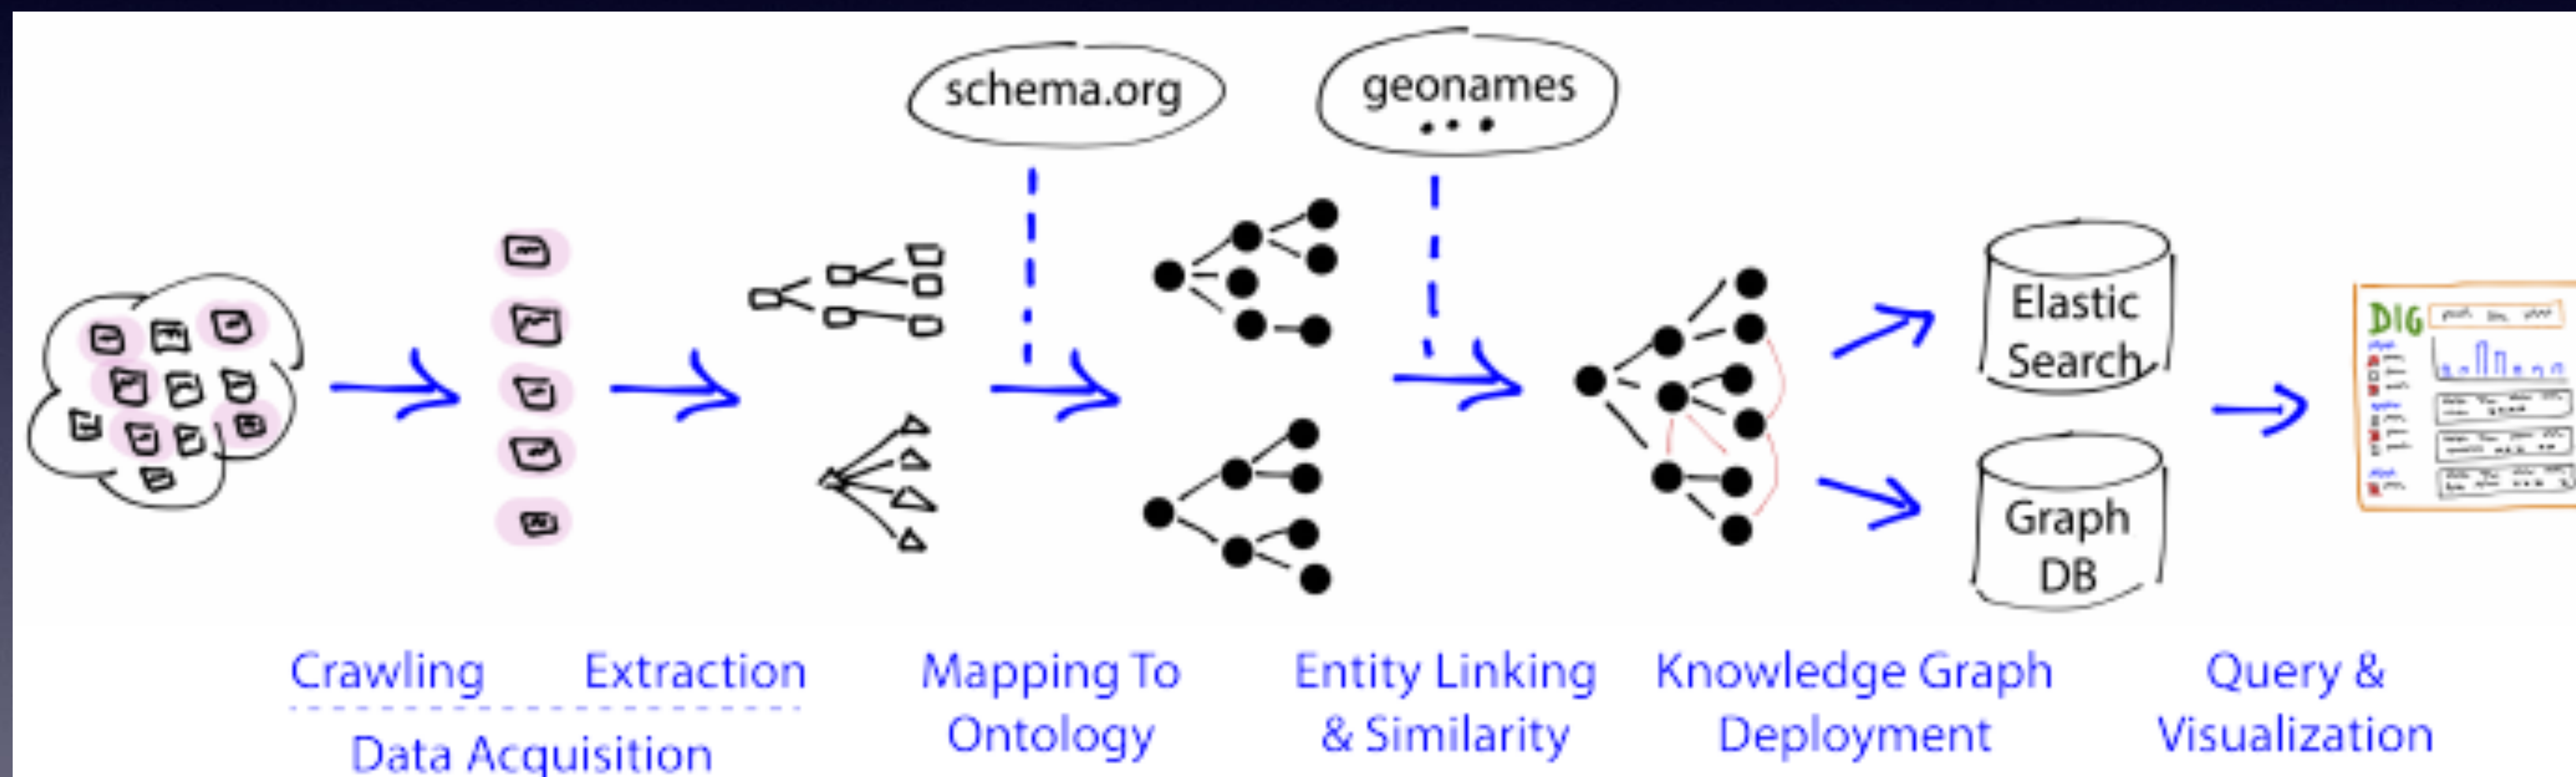 schema.org
geonames
...
Elastic
Search
Graph
DB
DIG
Crawling
Extraction
Data Acquisition
Mapping To
Ontology
Entity Linking
& Similarity
Knowledge Graph
Deployment
Query &
Visualization